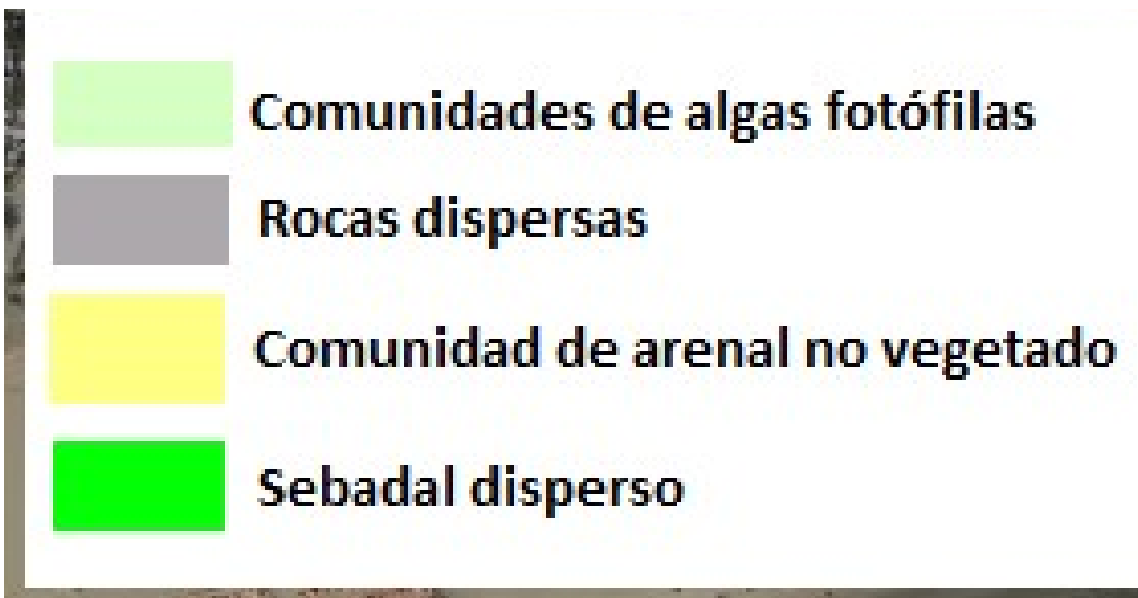 Comunidades de algas fotófilas
Rocas dispersas
Comunidad de arenal no vegetado
Sebadal disperso